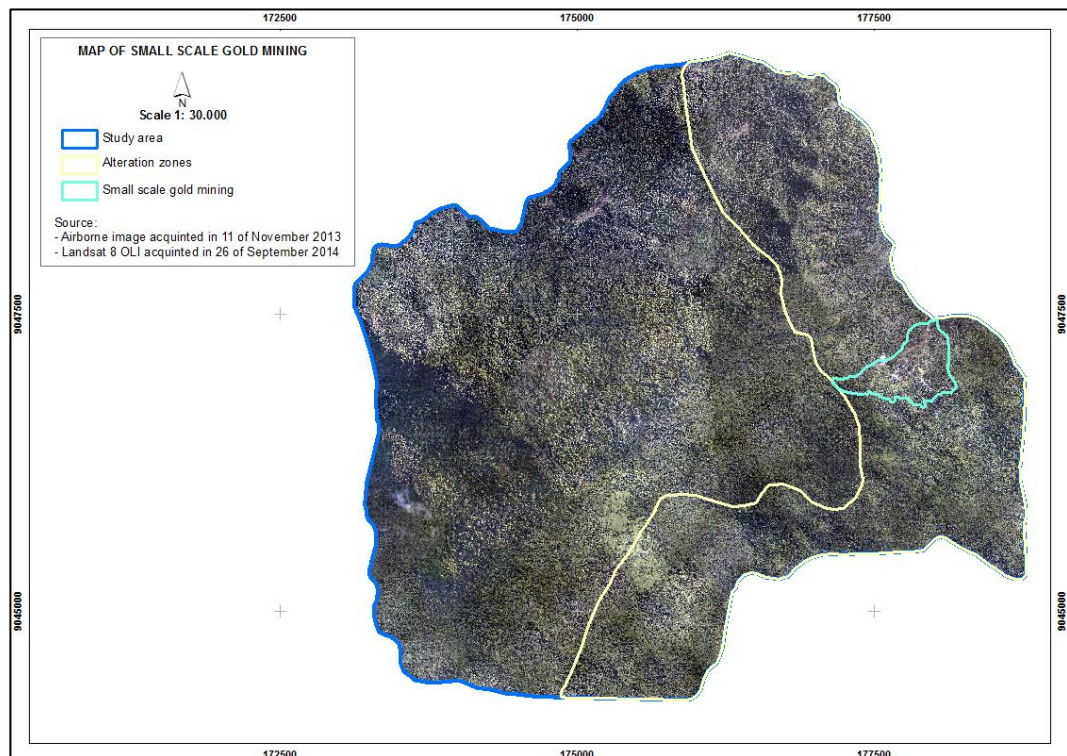 172500 175000 177500
MAP OF SMALL SCALE GOLD MINING
N
Scale 1: 30.000
Study area
Alteration zones
Small scale gold mining
Source:
- Airborne image acquinted in 11 of November 2013
- Landsat 8 OLI acquinted in 26 of September 2014
9047500 9047500
9045000 9045000
172500 175000 177500